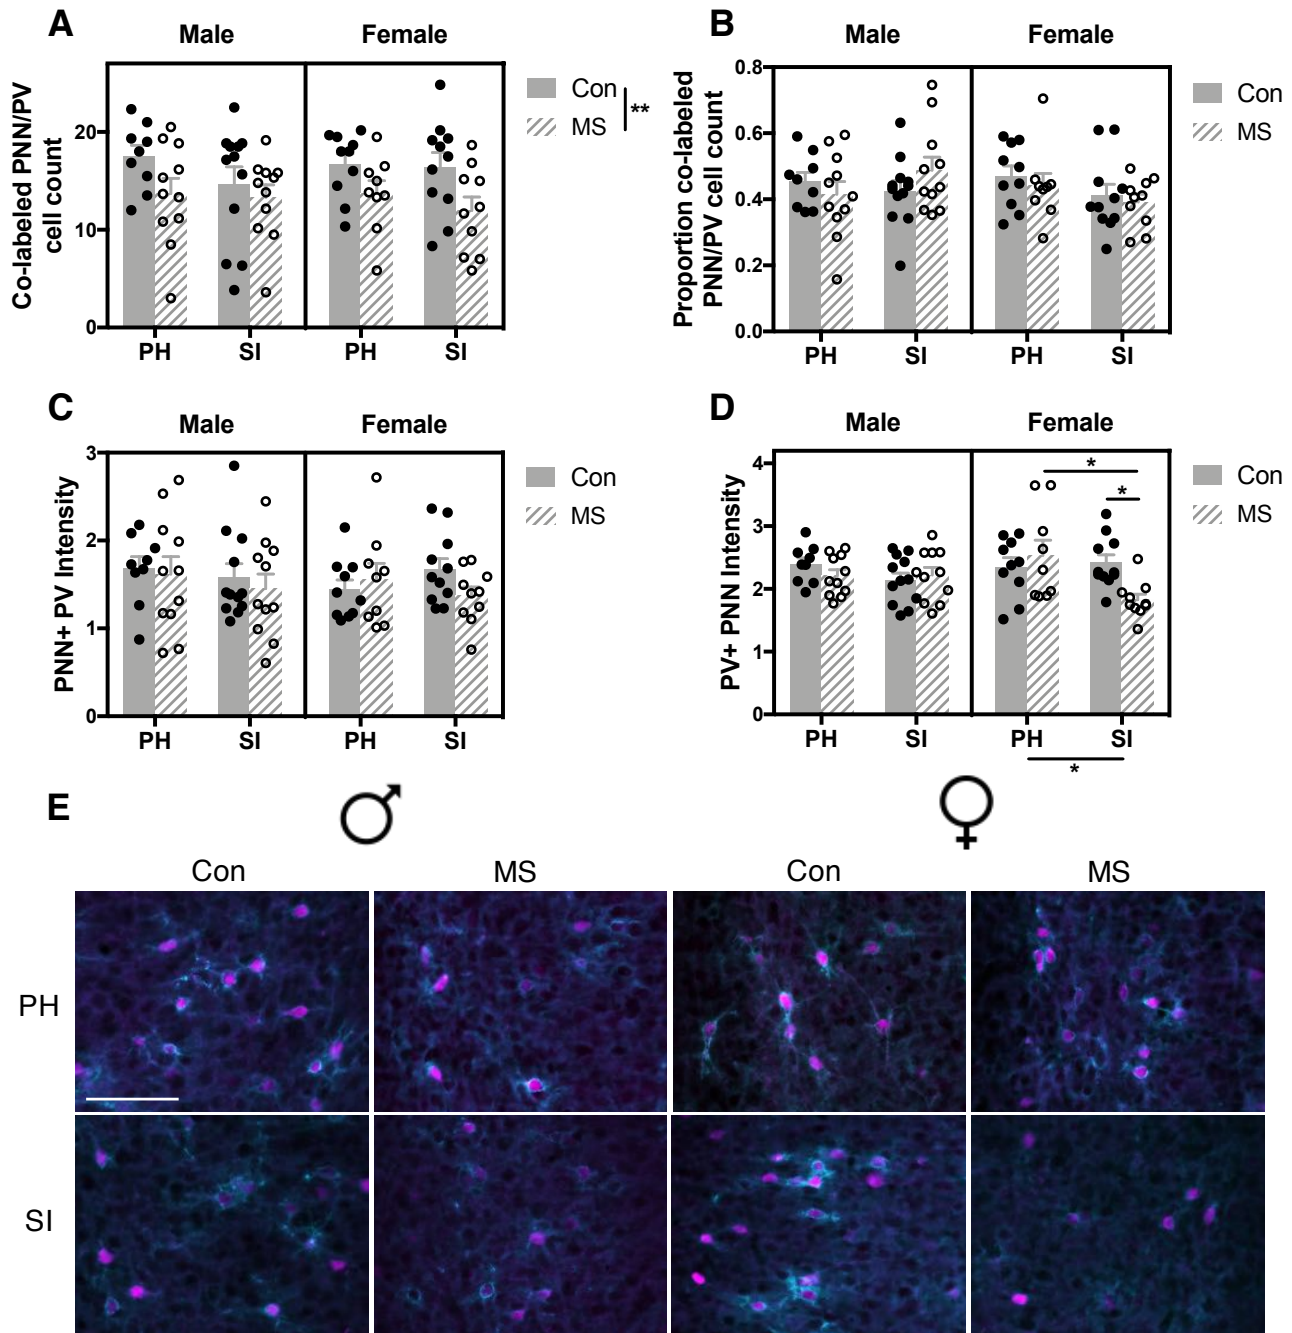 A
Male Female
Co-labeled PNN/PV
cell count
20
10
0
PH SI PH SI
Con
MS
**
B
Male Female
Proportion co-labeled
PNN/PV cell count
0.8
0.6
0.4
0.2
0.0
PH SI PH SI
Con
MS
C
Male Female
PNN+ PV Intensity
3
2
1
0
PH SI PH SI
Con
MS
D
Male Female
PV+ PNN Intensity
4
3
2
1
0
*
*
PH SI PH SI
*
Con
MS
E
♂ ♀
Con MS Con MS
PH
SI